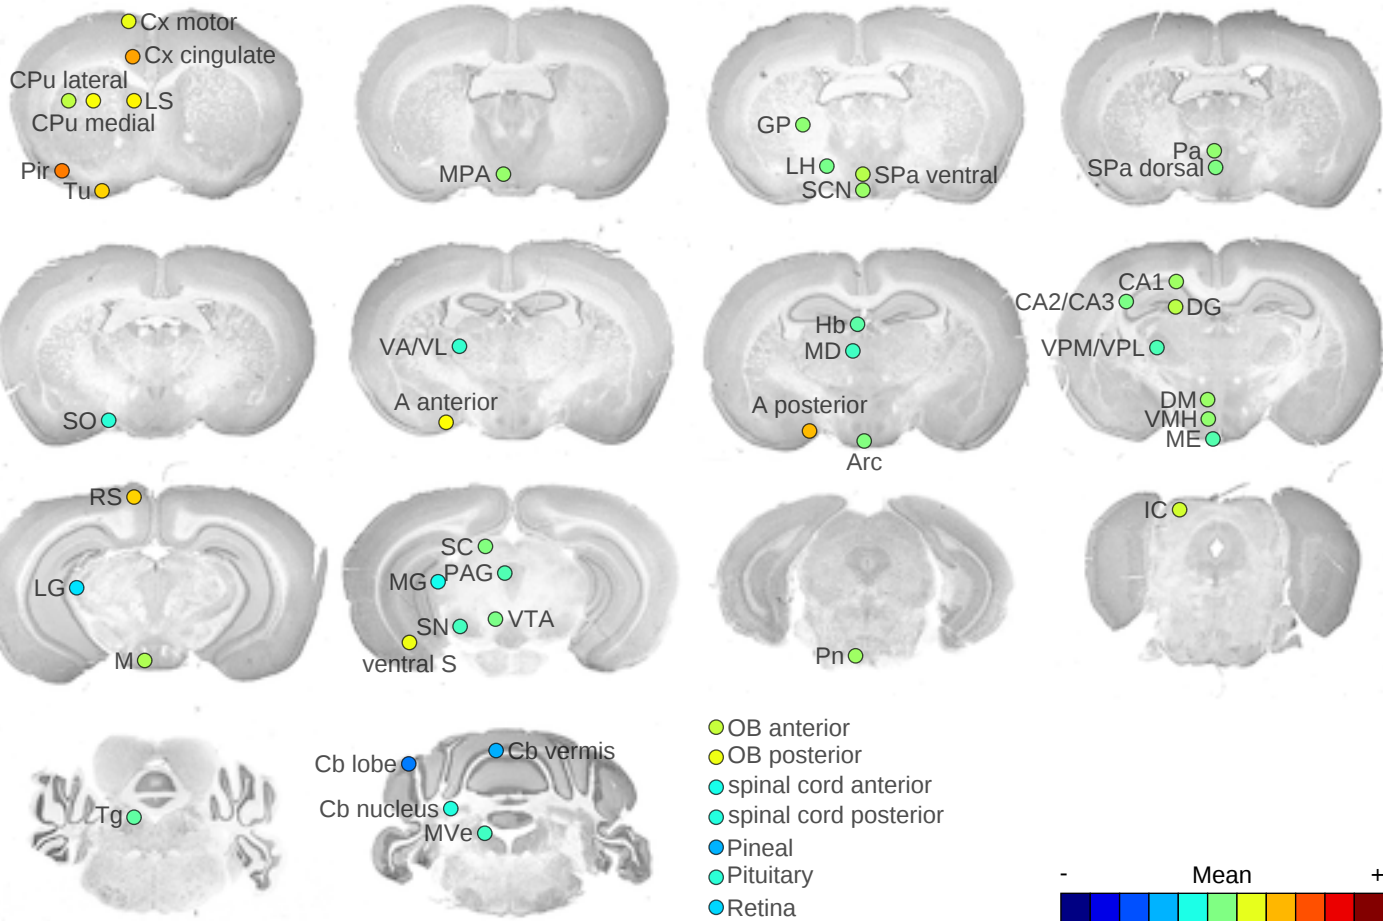 Cx motor
Cx cingulate
CPu lateral
LS
CPu medial
Pir
Tu
MPA
GP
LH
SPa ventral
SCN
Pa
SPa dorsal
SO
VA/VL
A anterior
Hb
MD
A posterior
Arc
CA1
CA2/CA3
DG
VPM/VPL
DM
VMH
ME
RS
LG
M
SC
PAG
MG
VTA
SN
ventral S
Pn
IC
Tg
Cb lobe
Cb vermis
Cb nucleus
MVe
OB anterior
OB posterior
spinal cord anterior
spinal cord posterior
Pineal
Pituitary
Retina
- Mean +